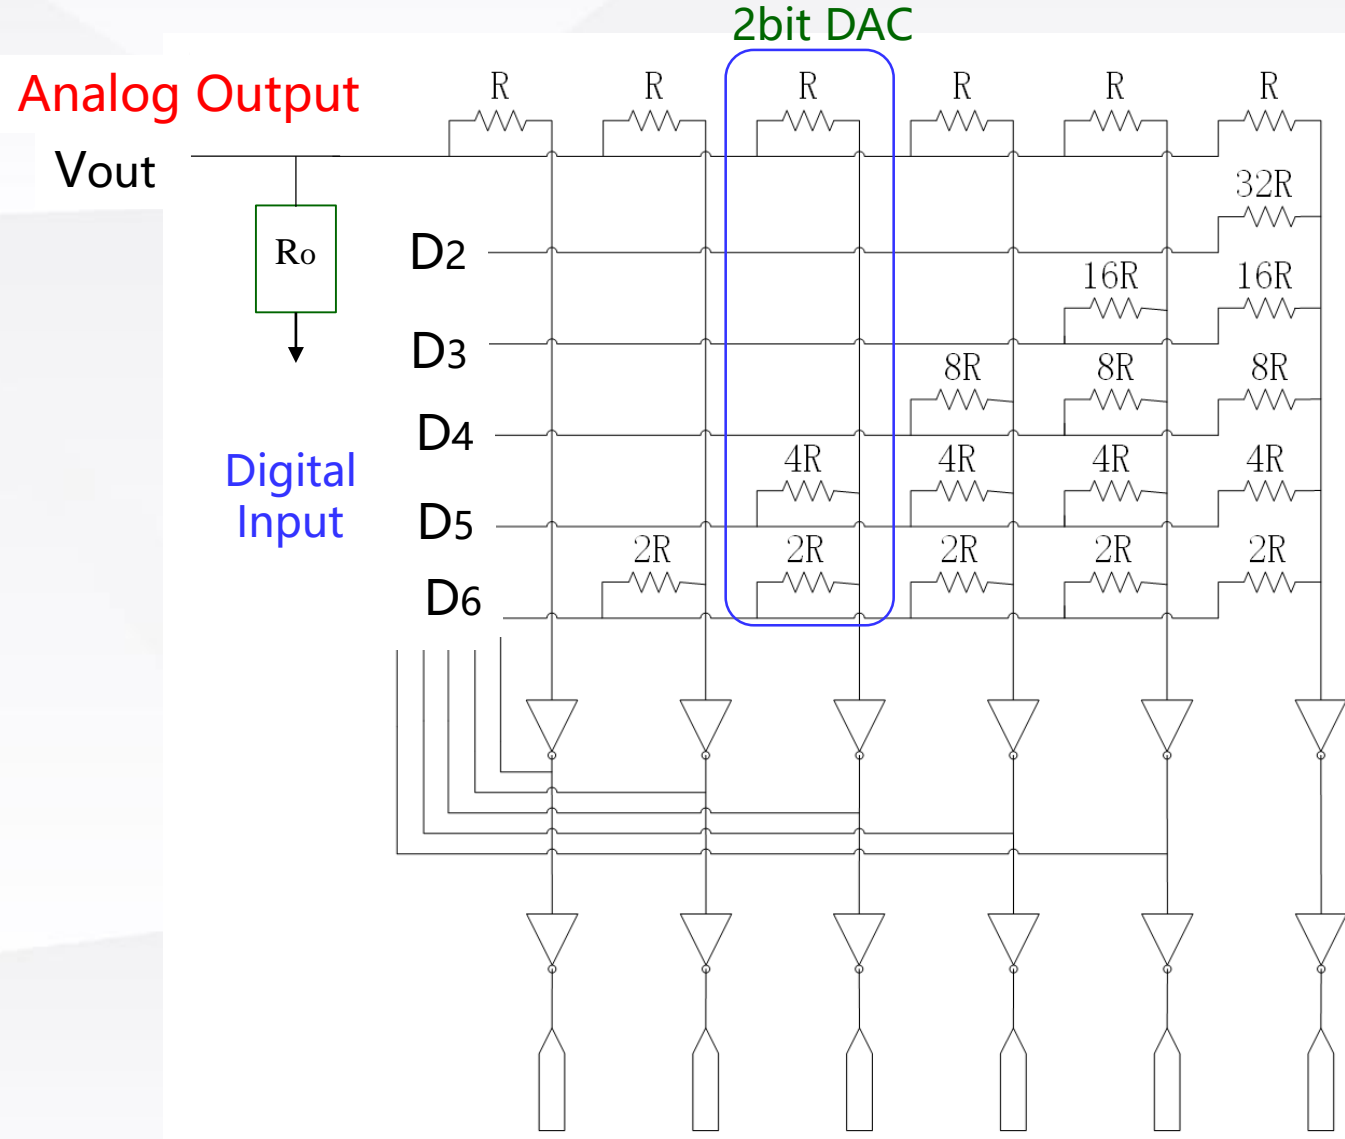 2bit DAC
Analog Output
R R R R R R
Vout
32R
Ro
D2
16R 16R
D3
8R 8R 8R
D4
Digital
Input
4R 4R 4R 4R
D5
2R 2R 2R 2R 2R
D6